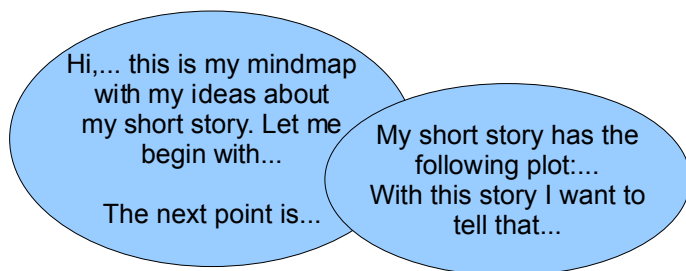 Hi,... this is my mindmap
with my ideas about
my short story. Let me
begin with...
The next point is...
My short story has the
following plot:...
With this story I want to
tell that...